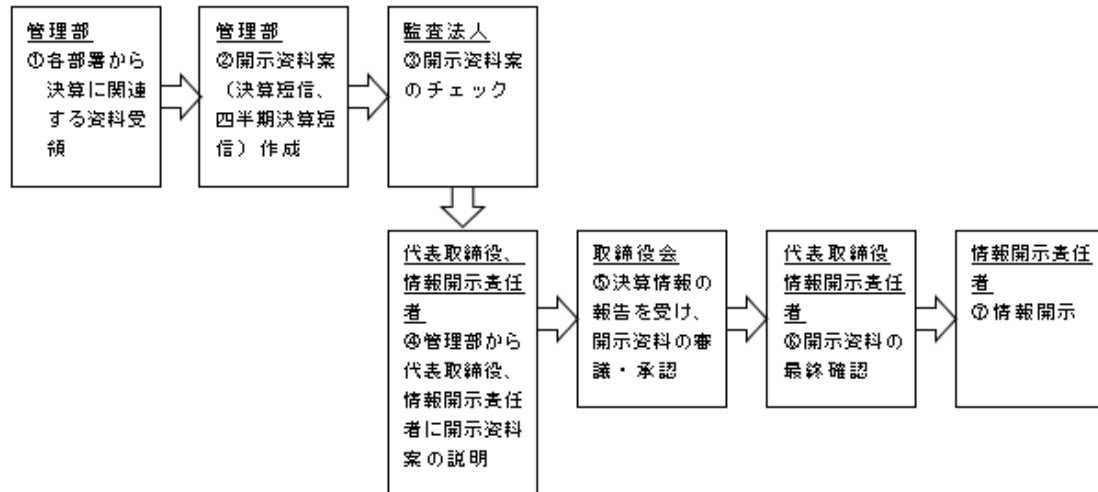 管理部
①各部署から
決算に関連
する資料受
領
管理部
②開示資料案
（決算短信、
四半期決算短
信）作成
監査法人
③開示資料案
のチェック
代表取締役、
情報開示責任
者
④管理部から
代表取締役、
情報開示責任
者に開示資料
案の説明
取締役会
⑤決算情報の
報告を受け、
開示資料の審
議・承認
代表取締役
情報開示責任
者
⑥開示資料の
最終確認
情報開示責任
者
⑦情報開示